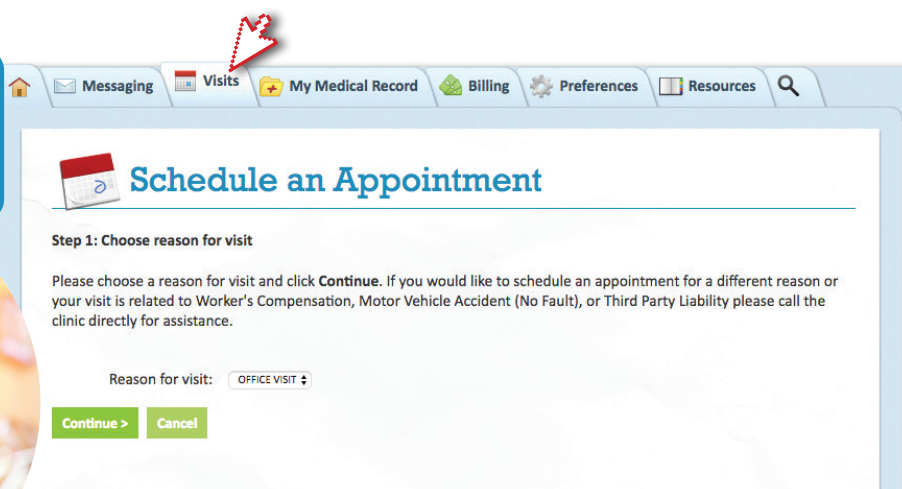 Messaging Visits My Medical Record Billing Preferences Resources
Schedule an Appointment
Step 1: Choose reason for visit
Please choose a reason for visit and click Continue. If you would like to schedule an appointment for a different reason or
your visit is related to Worker's Compensation, Motor Vehicle Accident (No Fault), or Third Party Liability please call the
clinic directly for assistance.
Reason for visit: OFFICE VISIT
Continue > Cancel